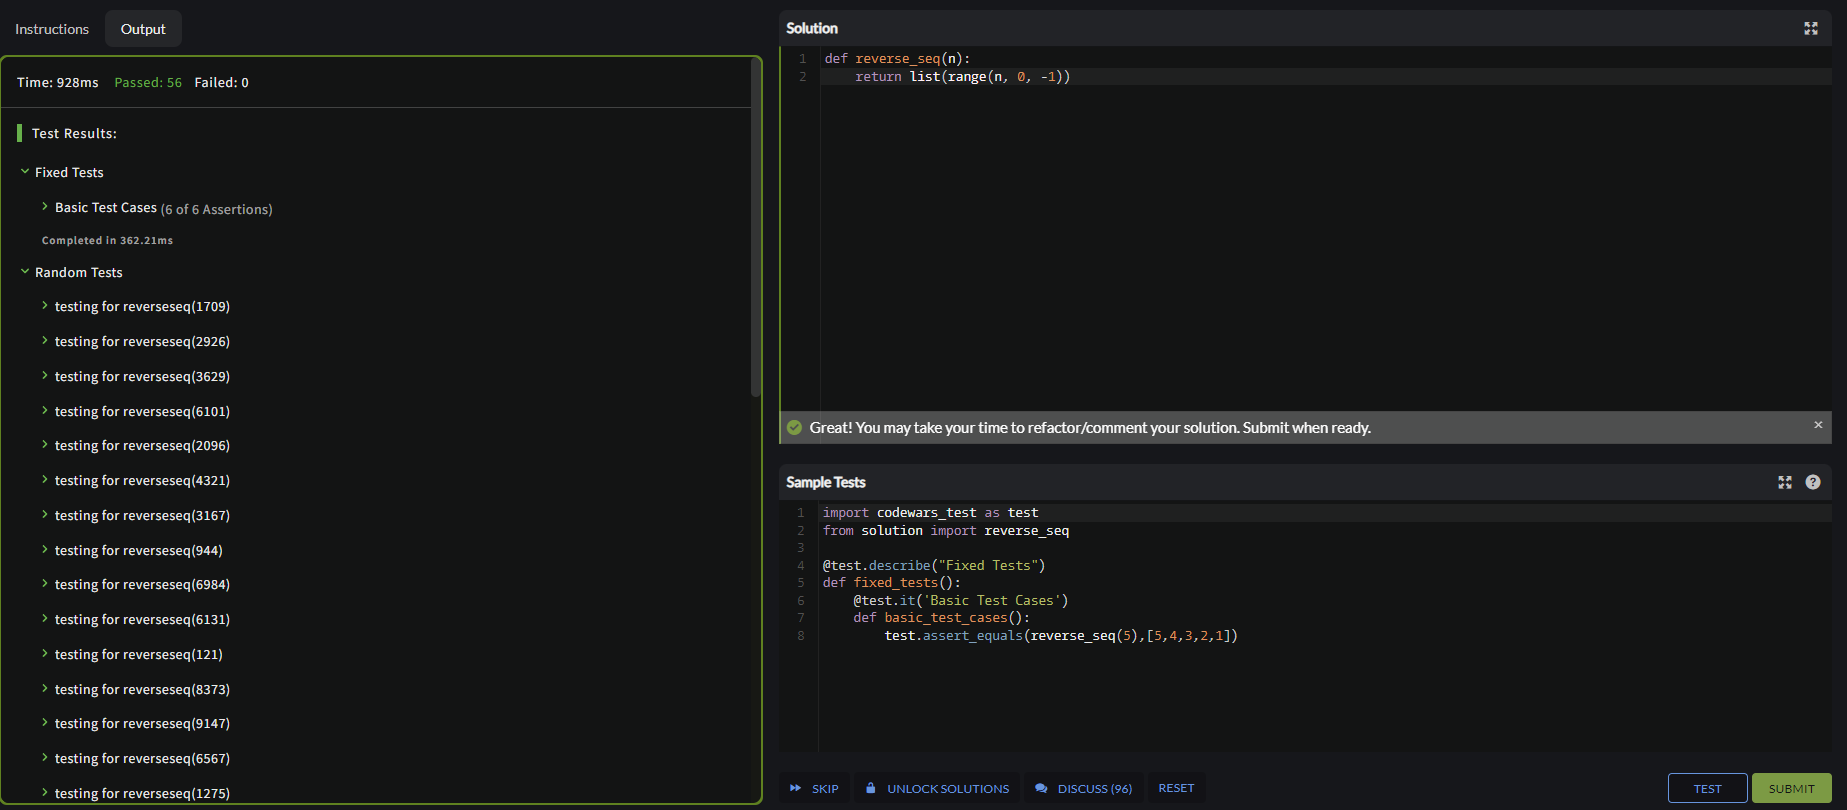 Instructions
Output
Time: 928ms Passed: 56 Failed: 0
Test Results:
Fixed Tests
Basic Test Cases (6 of 6 Assertions)
Completed in 362.21ms
Random Tests
testing for reverseseq(1709)
testing for reverseseq(2926)
testing for reverseseq(3629)
testing for reverseseq(6101)
testing for reverseseq(2096)
testing for reverseseq(4321)
testing for reverseseq(3167)
testing for reverseseq(944)
testing for reverseseq(6984)
testing for reverseseq(6131)
testing for reverseseq(121)
testing for reverseseq(8373)
testing for reverseseq(9147)
testing for reverseseq(6567)
testing for reverseseq(1275)
Solution
1 def reverse_seq(n):
2     return list(range(n, 0, -1))
Great! You may take your time to refactor/comment your solution. Submit when ready.
Sample Tests
1 import codewars_test as test
2 from solution import reverse_seq
3
4 @test.describe("Fixed Tests")
5 def fixed_tests():
6     @test.it('Basic Test Cases')
7     def basic_test_cases():
8         test.assert_equals(reverse_seq(5),[5,4,3,2,1])
SKIP
UNLOCK SOLUTIONS
DISCUSS (96)
RESET
TEST
SUBMIT